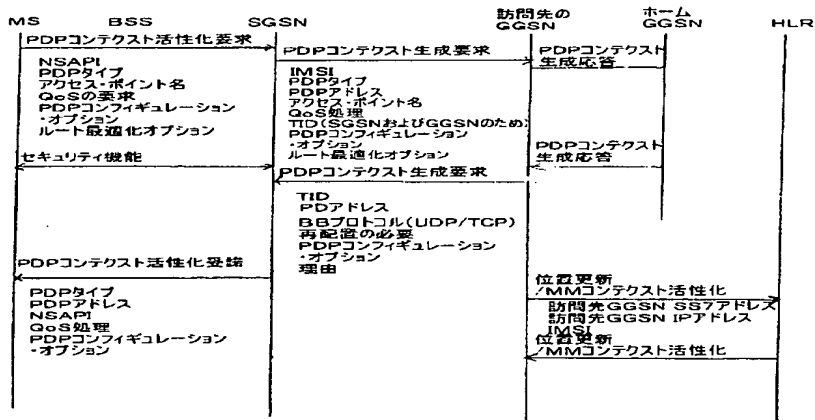 MS
BSS
SGSN
訪問先の
GGSN
ホーム
GGSN
HLR
PDPコンテクスト活性化要求
NSAPI
PDPタイプ
アクセス・ポイント名
QoSの要求
PDPコンフィギュレーション
・オプション
ルート最適化オプション
PDPコンテクスト生成要求
IMSI
PDPタイプ
PDPアドレス
アクセス・ポイント名
QoS処理
TID(SGSNおよびGGSNのため)
PDPコンフィギュレーション
・オプション
ルート最適化オプション
PDPコンテクスト
生成応答
PDPコンテクスト
生成応答
セキュリティ機能
PDPコンテクスト生成要求
TID
PDアドレス
BBプロトコル(UDP/TCP)
再配置の必要
PDPコンフィギュレーション
・オプション
理由
PDPコンテクスト活性化受諾
PDPタイプ
PDPアドレス
NSAPI
QoS処理
PDPコンフィギュレーション
・オプション
位置更新
/MMコンテクスト活性化
訪問先GGSN SS7アドレス
訪問先GGSN IPアドレス
IMSI
位置更新
/MMコンテクスト活性化